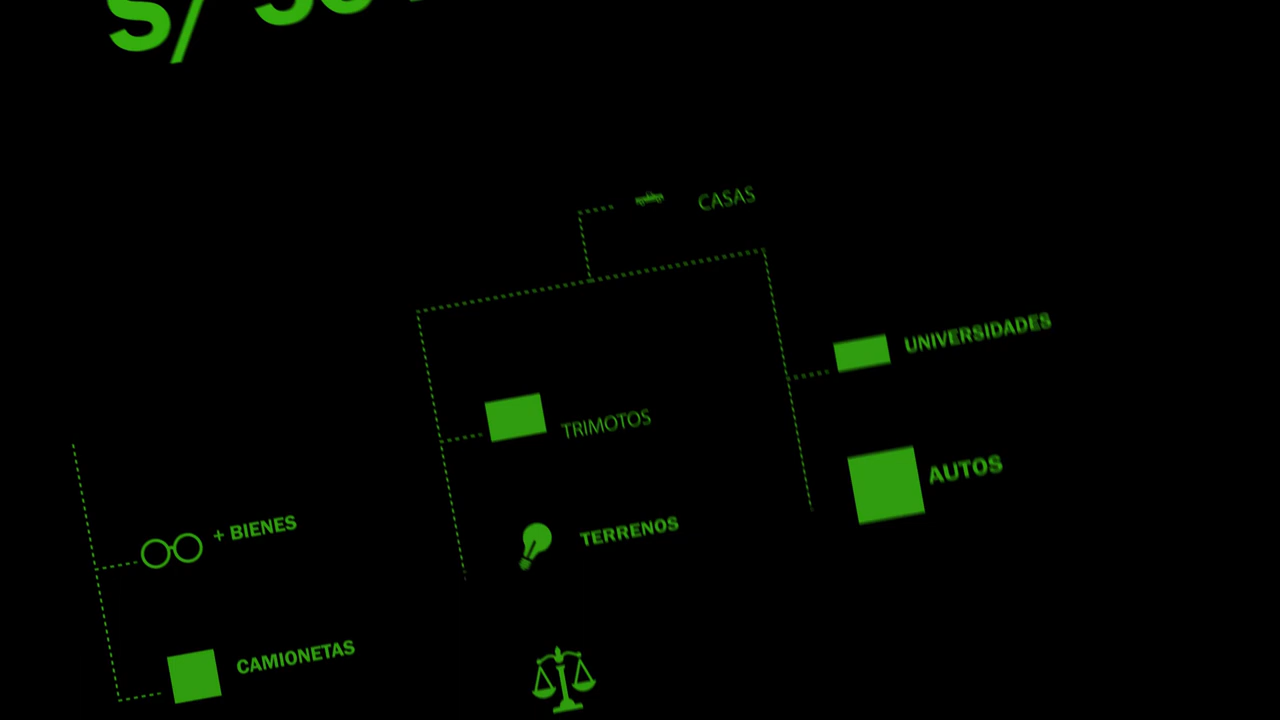 S/
CASAS
UNIVERSIDADES
TRIMOTOS
AUTOS
+ BIENES
TERRENOS
CAMIONETAS